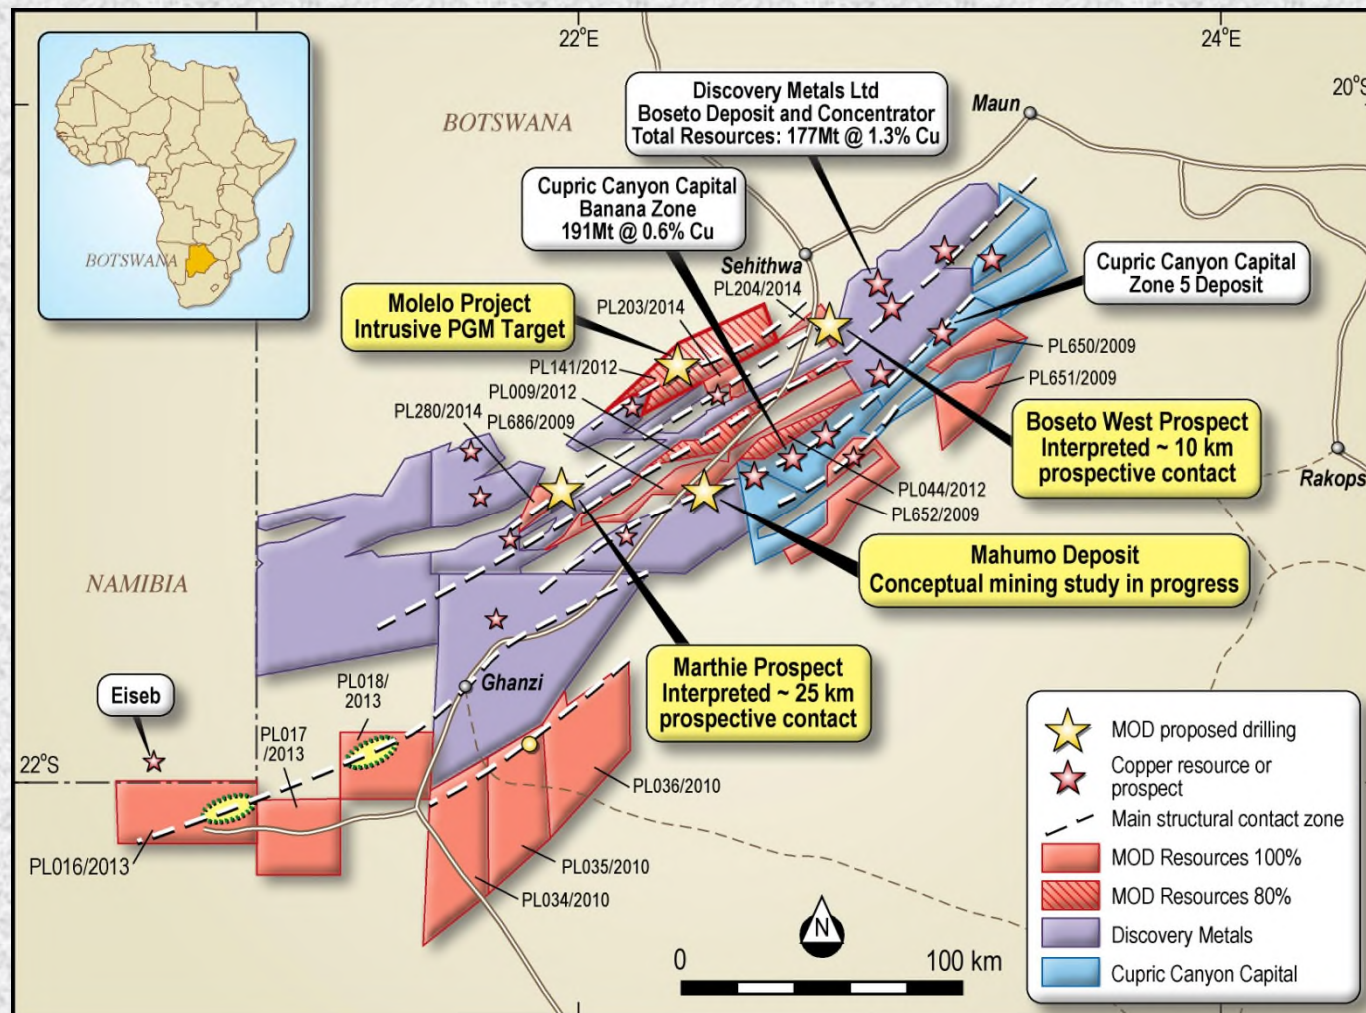 22°E
24°E
20°S
BOTSWANA
Discovery Metals Ltd
Boseto Deposit and Concentrator
Total Resources: 177Mt @ 1.3% Cu
Maun
Cupric Canyon Capital
Banana Zone
191Mt @ 0.6% Cu
BOTSWANA
Sehithwa
PL204/2014
Cupric Canyon Capital
Zone 5 Deposit
Molelo Project
Intrusive PGM Target
PL203/2014
PL141/2012
PL009/2012
PL280/2014
PL686/2009
PL650/2009
PL651/2009
Boseto West Prospect
Interpreted ~ 10 km
prospective contact
Rakops
PL044/2012
PL652/2009
Mahumo Deposit
Conceptual mining study in progress
NAMIBIA
Marthie Prospect
Interpreted ~ 25 km
prospective contact
Eiseb
PL018/
2013
Ghanzi
PL017
/2013
22°S
PL036/2010
PL016/2013
PL035/2010
PL034/2010
MOD proposed drilling
Copper resource or
prospect
Main structural contact zone
MOD Resources 100%
MOD Resources 80%
Discovery Metals
Cupric Canyon Capital
N
0
100 km